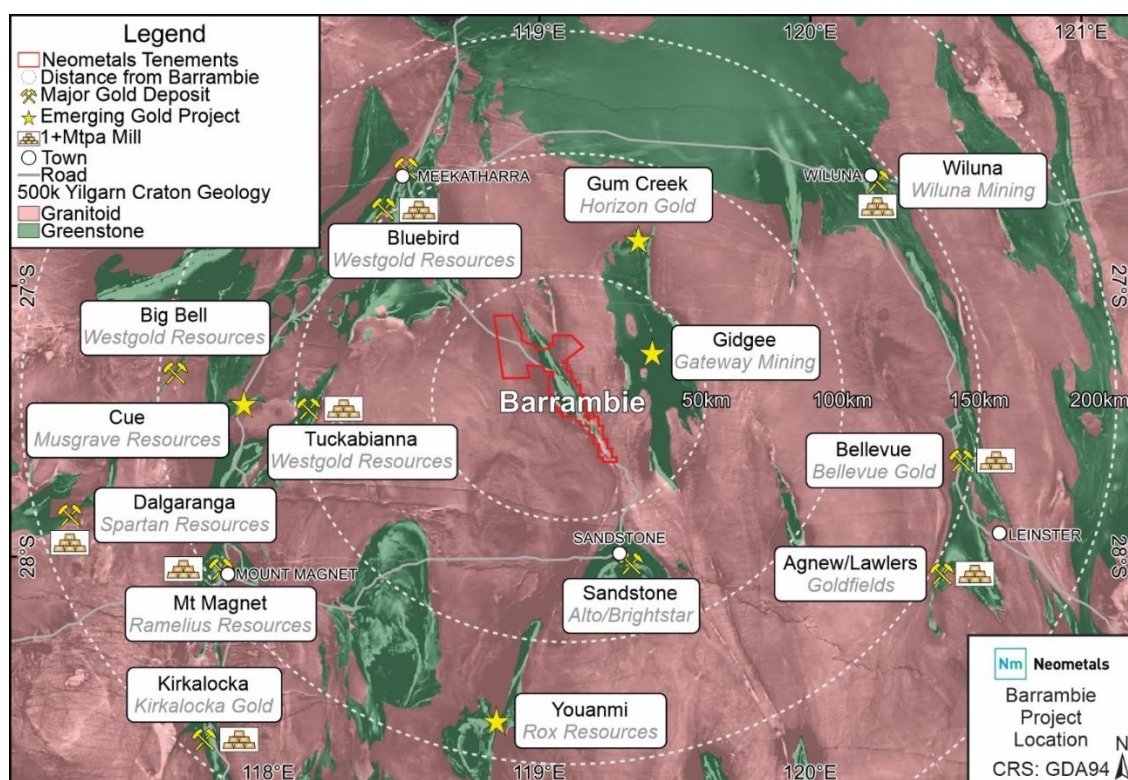 Legend
Neometals Tenements
Distance from Barrambie
Major Gold Deposit
Emerging Gold Project
1+Mtpa Mill
Town
Road
500k Yilgarn Craton Geology
Granitoid
Greenstone
119°E
120°E
121°E
MEEKATHARRA
WILUNA
Wiluna
Wiluna Mining
Gum Creek
Horizon Gold
Bluebird
Westgold Resources
27°S
27°S
Big Bell
Westgold Resources
Gidgee
Gateway Mining
Barrambie
50km
100km
150km
200km
Cue
Musgrave Resources
Tuckabianna
Westgold Resources
Bellevue
Bellevue Gold
Dalgaranga
Spartan Resources
LEINSTER
28°S
28°S
SANDSTONE
MOUNT MAGNET
Agnew/Lawlers
Goldfields
Sandstone
Alto/Brightstar
Mt Magnet
Ramelius Resources
Kirkalocka
Kirkalocka Gold
Youanmi
Rox Resources
118°E
119°E
120°E
Nm Neometals
Barrambie
Project
Location
CRS: GDA94
N